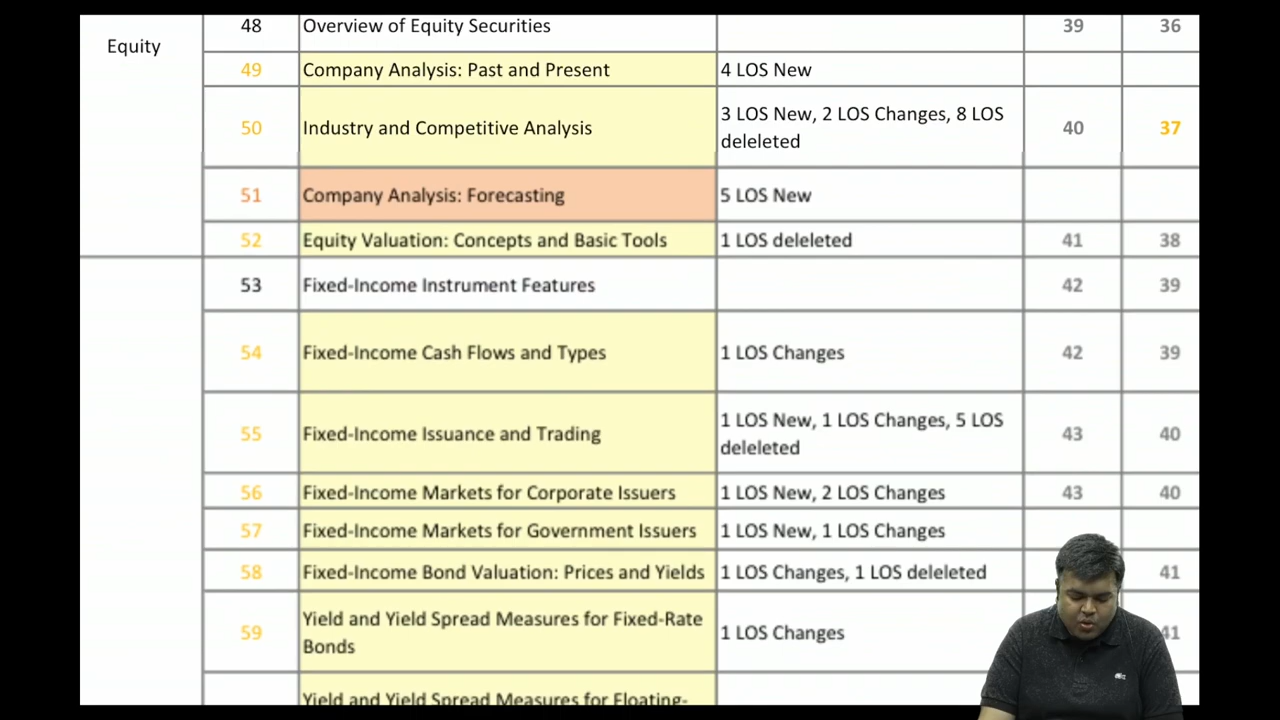 48 Overview of Equity Securities 39 36
Equity
49 Company Analysis: Past and Present 4 LOS New
50 Industry and Competitive Analysis 3 LOS New, 2 LOS Changes, 8 LOS 40 37
deleleted
51 Company Analysis: Forecasting 5 LOS New
52 Equity Valuation: Concepts and Basic Tools 1 LOS deleleted 41 38
53 Fixed-Income Instrument Features 42 39
54 Fixed-Income Cash Flows and Types 1 LOS Changes 42 39
55 Fixed-Income Issuance and Trading 1 LOS New, 1 LOS Changes, 5 LOS 43 40
deleleted
56 Fixed-Income Markets for Corporate Issuers 1 LOS New, 2 LOS Changes 43 40
57 Fixed-Income Markets for Government Issuers 1 LOS New, 1 LOS Changes
58 Fixed-Income Bond Valuation: Prices and Yields 1 LOS Changes, 1 LOS deleleted 41
59 Yield and Yield Spread Measures for Fixed-Rate 1 LOS Changes 41
Bonds
Yield and Yield Spread Measures for Floating-